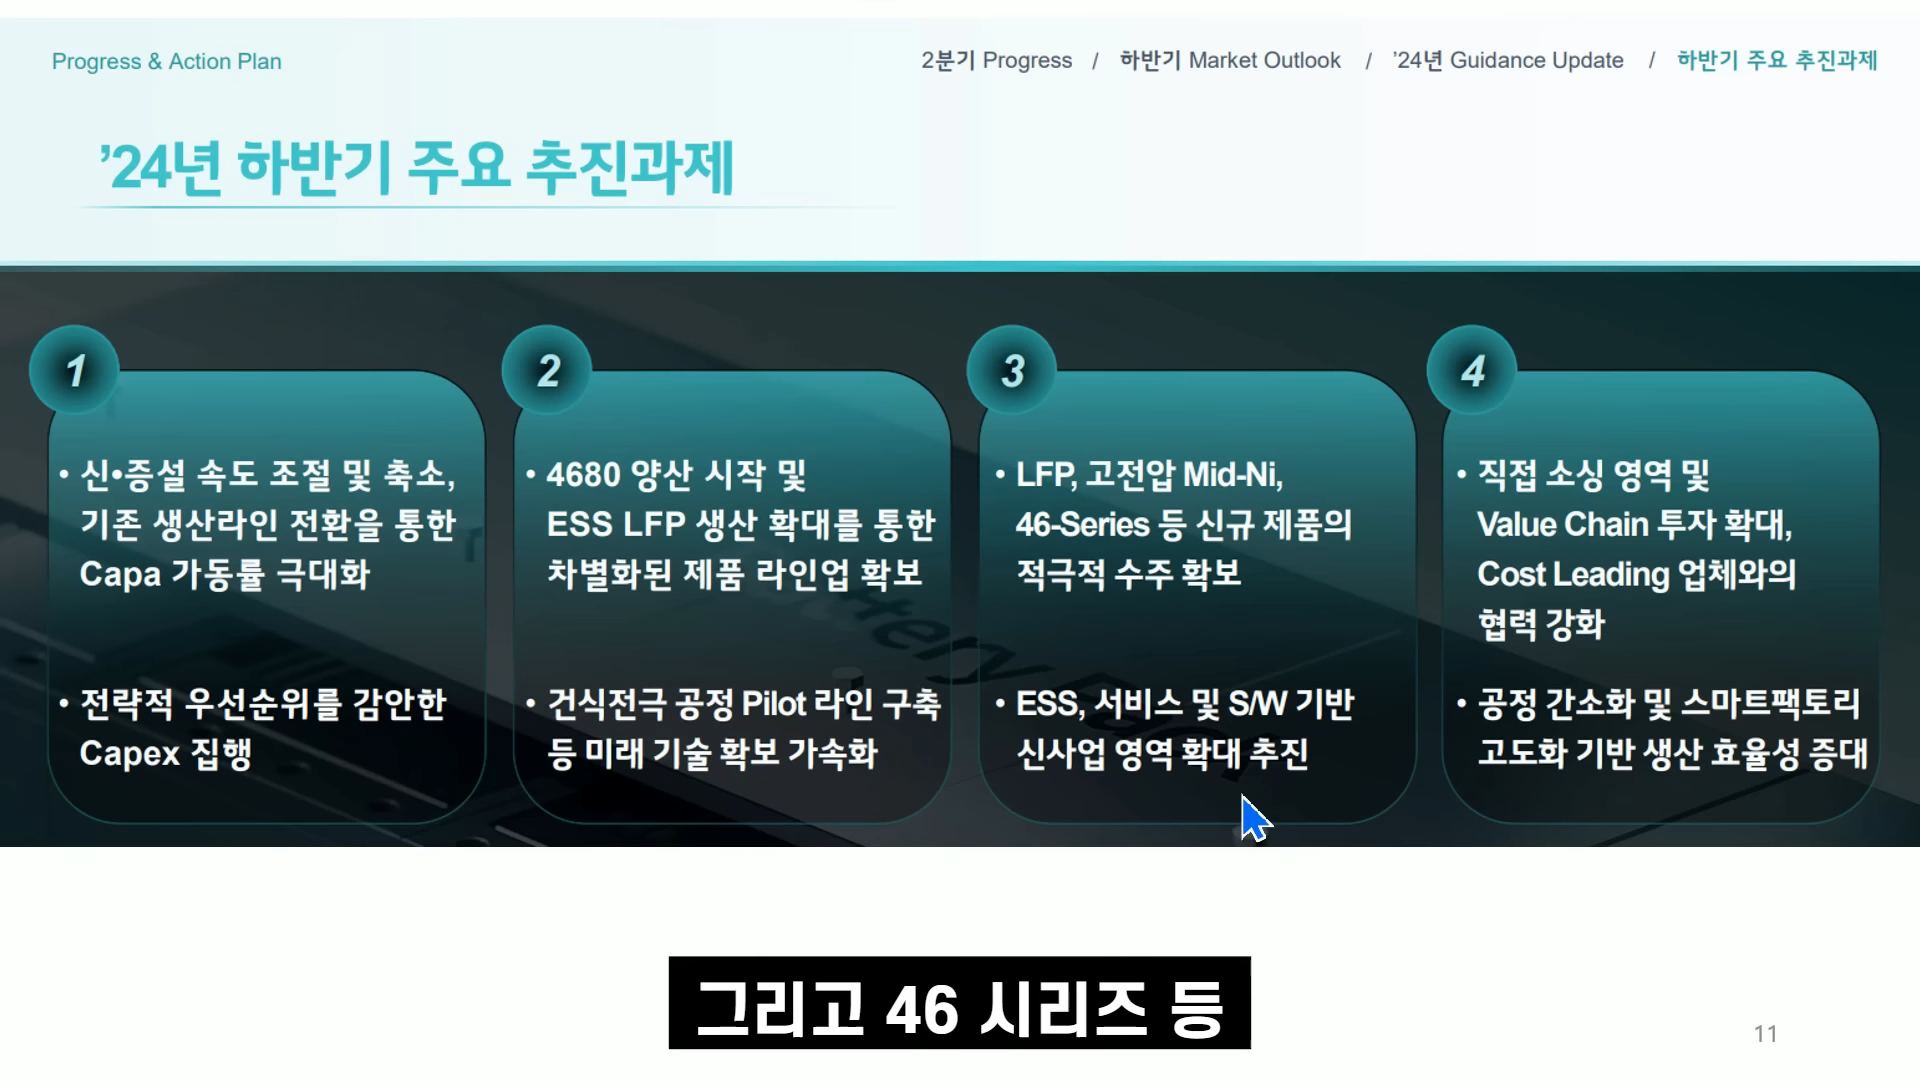 Progress & Action Plan
2분기 Progress / 하반기 Market Outlook / ’24년 Guidance Update / 하반기 주요 추진과제
’24년 하반기 주요 추진과제
1
• 신•증설 속도 조절 및 축소,
기존 생산라인 전환을 통한
Capa 가동률 극대화
• 전략적 우선순위를 감안한
Capex 집행
2
• 4680 양산 시작 및
ESS LFP 생산 확대를 통한
차별화된 제품 라인업 확보
• 건식전극 공정 Pilot 라인 구축
등 미래 기술 확보 가속화
3
• LFP, 고전압 Mid-Ni,
46-Series 등 신규 제품의
적극적 수주 확보
• ESS, 서비스 및 S/W 기반
신사업 영역 확대 추진
4
• 직접 소싱 영역 및
Value Chain 투자 확대,
Cost Leading 업체와의
협력 강화
• 공정 간소화 및 스마트팩토리
고도화 기반 생산 효율성 증대
그리고 46 시리즈 등
11